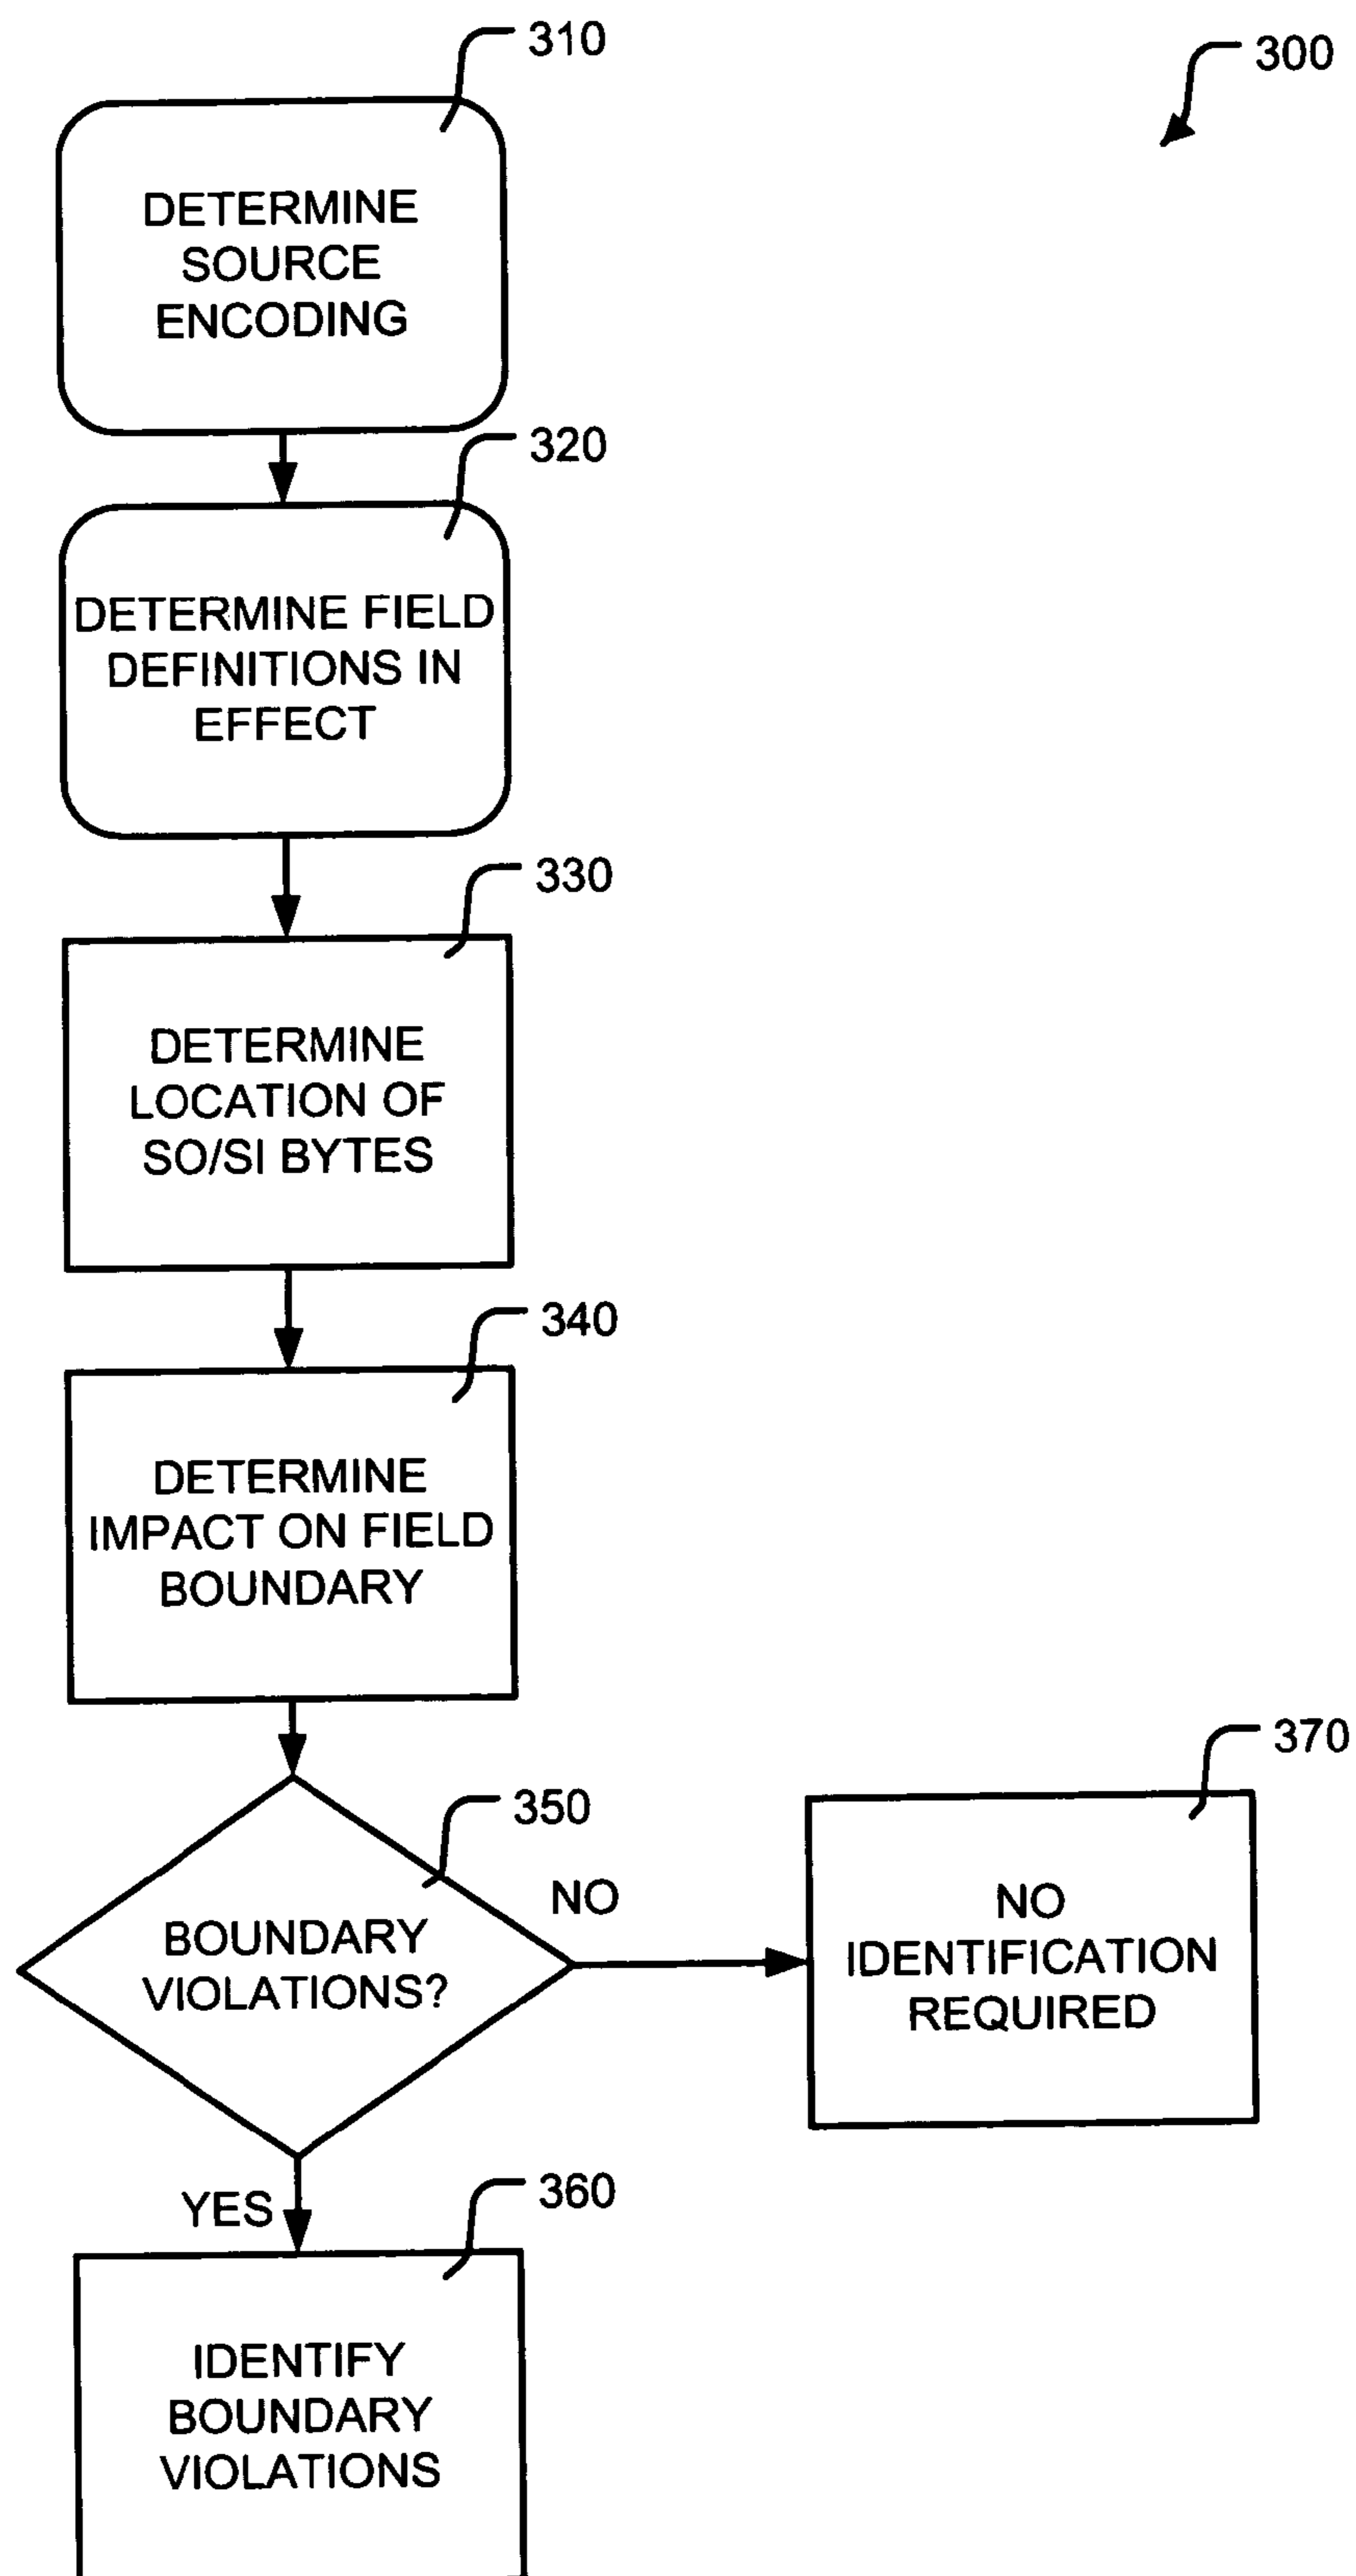 310
300
DETERMINE
SOURCE
ENCODING
320
DETERMINE FIELD
DEFINITIONS IN
EFFECT
330
DETERMINE
LOCATION OF
SO/SI BYTES
340
DETERMINE
IMPACT ON FIELD
BOUNDARY
370
350
NO
BOUNDARY
VIOLATIONS?
NO
IDENTIFICATION
REQUIRED
YES
360
IDENTIFY
BOUNDARY
VIOLATIONS